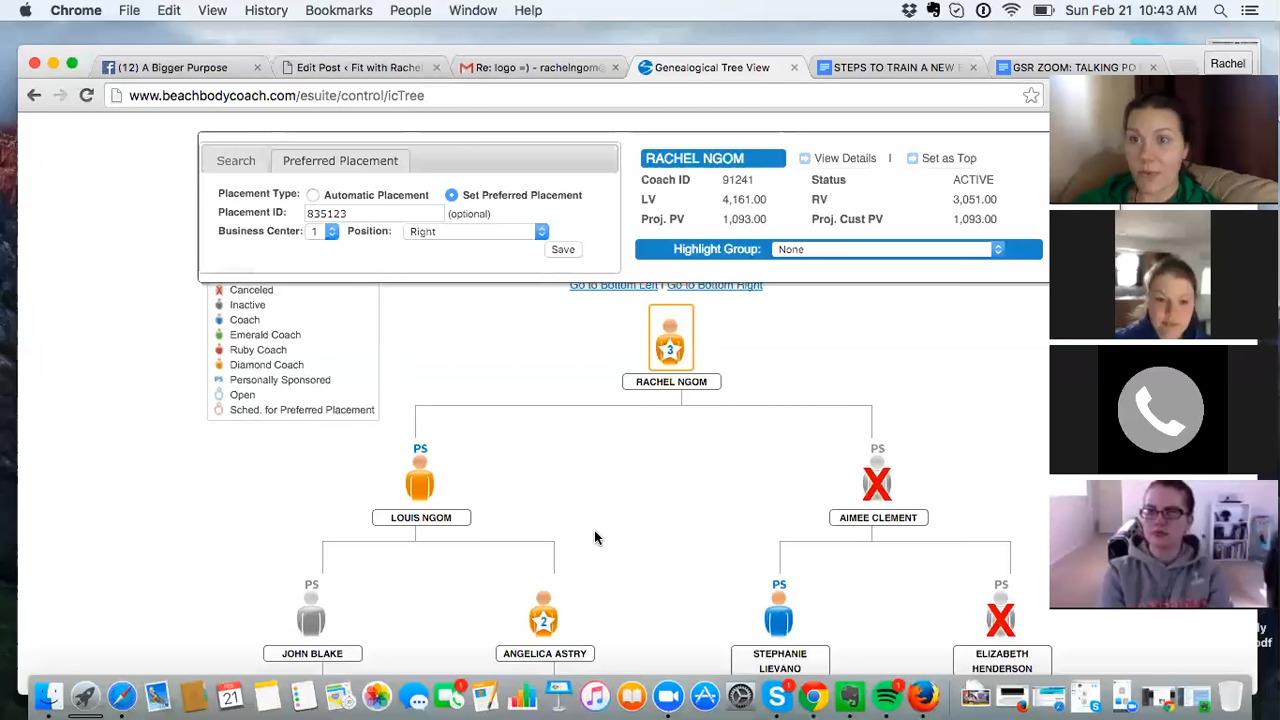 Chrome File Edit View History Bookmarks People Window Help Sun Feb 21 10:43 AM
(12) A Bigger Purpose Edit Post ‹ Fit with Rachel Re: logo =) - rachelngom@ Genealogical Tree View STEPS TO TRAIN A NEW GSR ZOOM: TALKING PO Rachel
www.beachbodycoach.com/esuite/control/icTree
Search Preferred Placement
Placement Type: Automatic Placement Set Preferred Placement
Placement ID: 835123 (optional)
Business Center: 1 Position: Right
Save
RACHEL NGOM View Details | Set as Top
Coach ID 91241 Status ACTIVE
LV 4,161.00 RV 3,051.00
Proj. PV 1,093.00 Proj. Cust PV 1,093.00
Highlight Group: None
Go to Bottom Left | Go to Bottom Right
Canceled
Inactive
Coach
Emerald Coach
Ruby Coach
Diamond Coach
PS Personally Sponsored
Open
Sched. for Preferred Placement
3
RACHEL NGOM
PS PS
X
LOUIS NGOM AIMEE CLEMENT
PS PS PS
2 X
JOHN BLAKE ANGELICA ASTRY STEPHANIE LIEVANO ELIZABETH HENDERSON
21
1 1 1